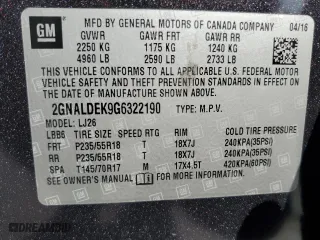 GM
MFD BY GENERAL MOTORS OF CANADA COMPANY 04/16
GVWR GAWR FRT GAWR RR
2250 KG 1175 KG 1240 KG
4960 LB 2590 LB 2733 LB
THIS VEHICLE CONFORMS TO ALL APPLICABLE U.S. FEDERAL MOTOR
VEHICLE SAFETY AND THEFT PREVENTION STANDARDS IN EFFECT ON
THE DATE OF MANUFACTURE SHOWN ABOVE.
2GNALDEK9G6322190 TYPE: M.P.V.
MODEL: LJ26
LBB6 TIRE SIZE SPEED RTG RIM COLD TIRE PRESSURE
FRT P235/55R18 T 18X7J 240KPA(35PSI)
RR P235/55R18 T 18X7J 240KPA(35PSI)
SPA T145/70R17 M 17X4.5T 420KPA(60PSI)
SEE OWNER'S MANUAL FOR MORE INFORMATION.